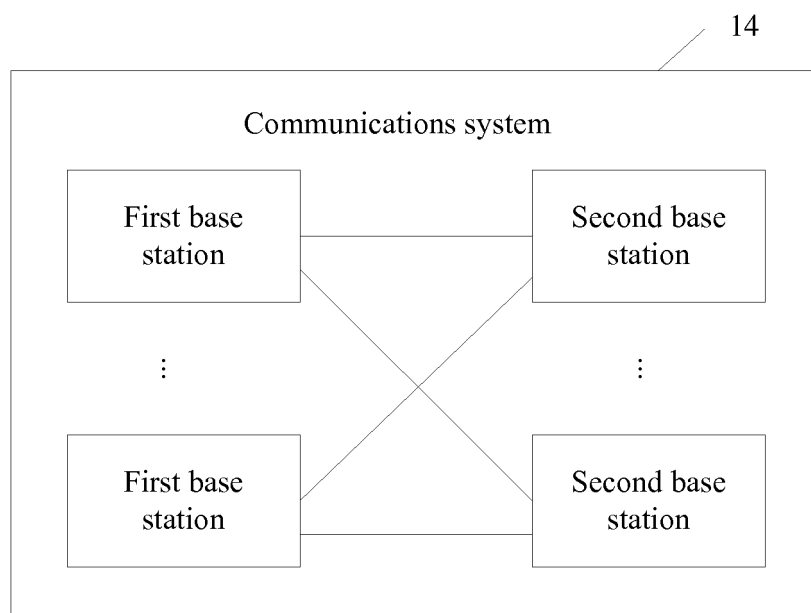 14
Communications system
First base
station
Second base
station
⋮
⋮
First base
station
Second base
station